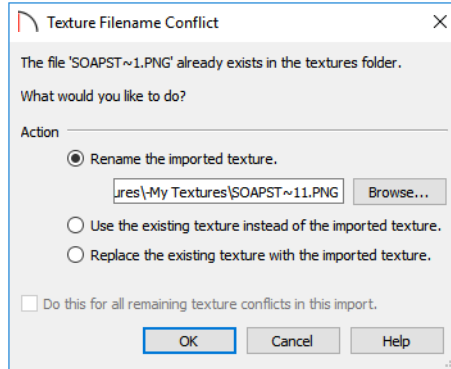 Texture Filename Conflict
The file 'SOAPST~1.PNG' already exists in the textures folder.
What would you like to do?
Action
Rename the imported texture.
ures\-My Textures\SOAPST~11.PNG Browse...
Use the existing texture instead of the imported texture.
Replace the existing texture with the imported texture.
Do this for all remaining texture conflicts in this import.
OK Cancel Help